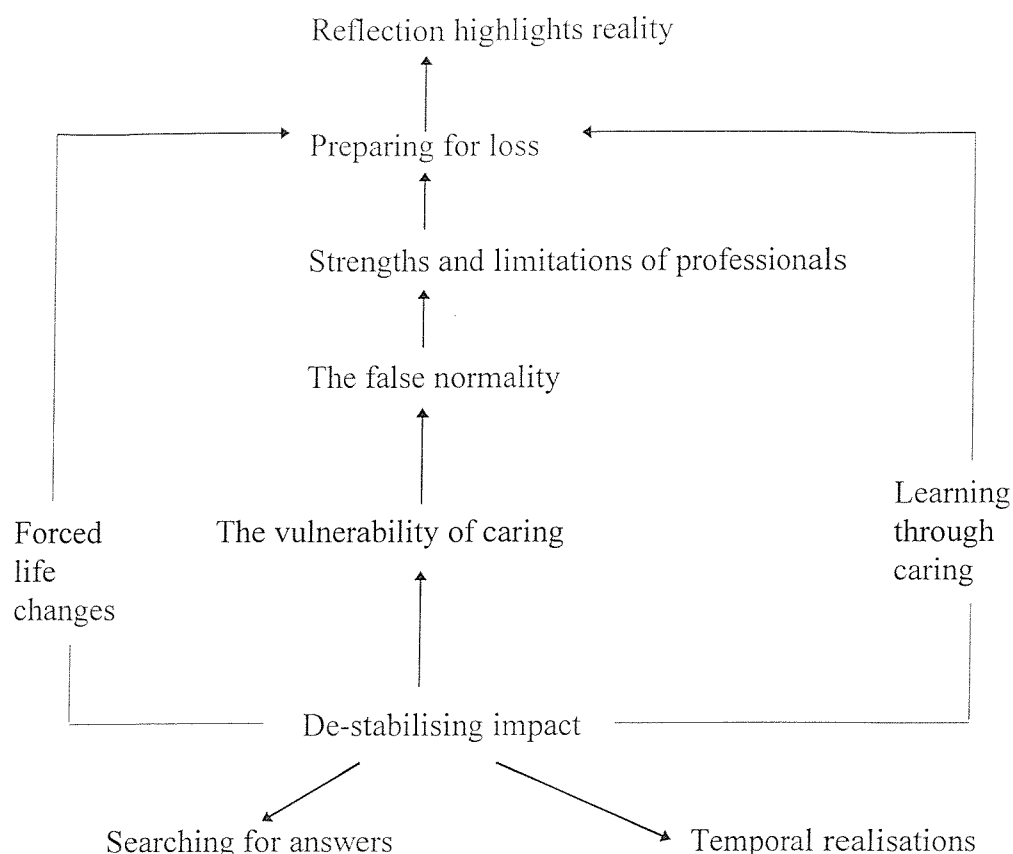 Reflection highlights reality
Preparing for loss
Strengths and limitations of professionals
The false normality
Learning
through
caring
Forced
life
changes
The vulnerability of caring
De-stabilising impact
Searching for answers
Temporal realisations